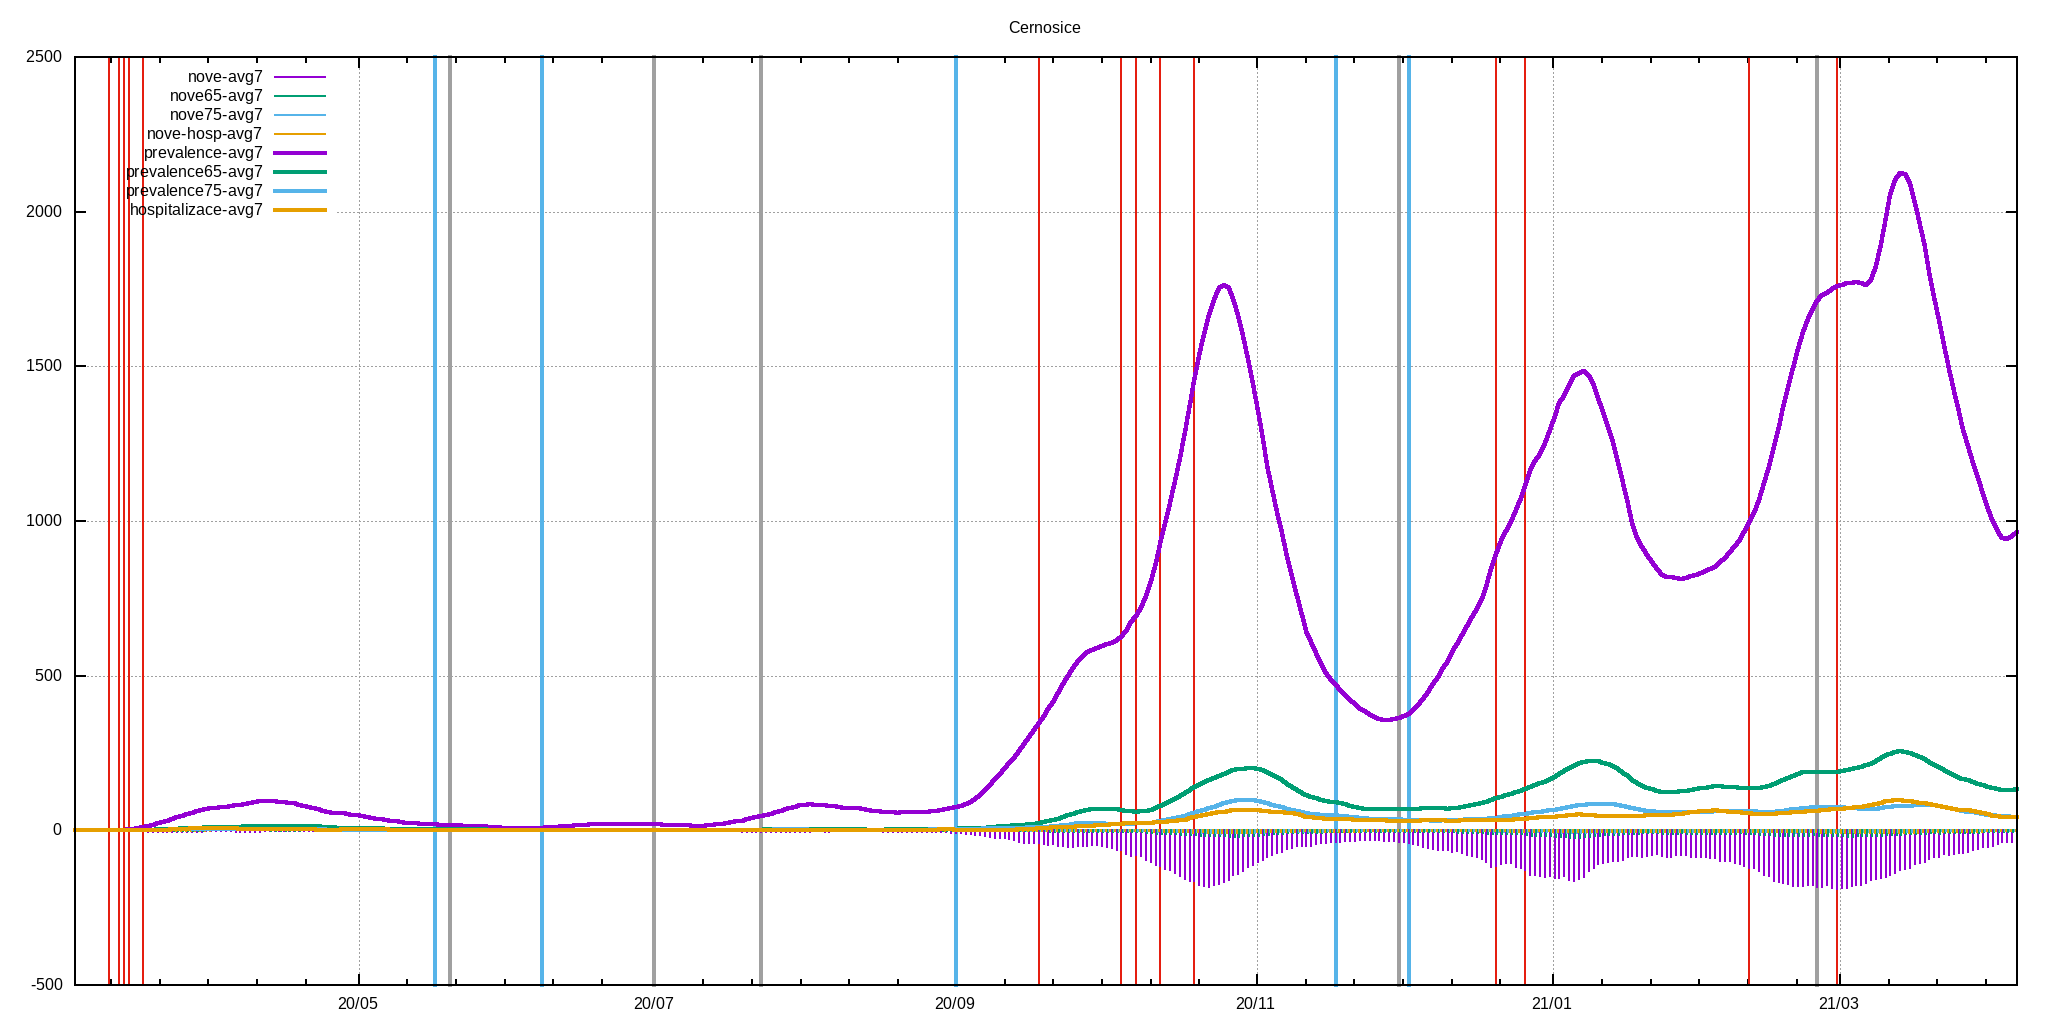 Cernosice
2500
2000
1500
1000
500
0
-500
nove-avg7
nove65-avg7
nove75-avg7
nove-hosp-avg7
prevalence-avg7
prevalence65-avg7
prevalence75-avg7
hospitalizace-avg7
20/05 20/07 20/09 20/11 21/01 21/03